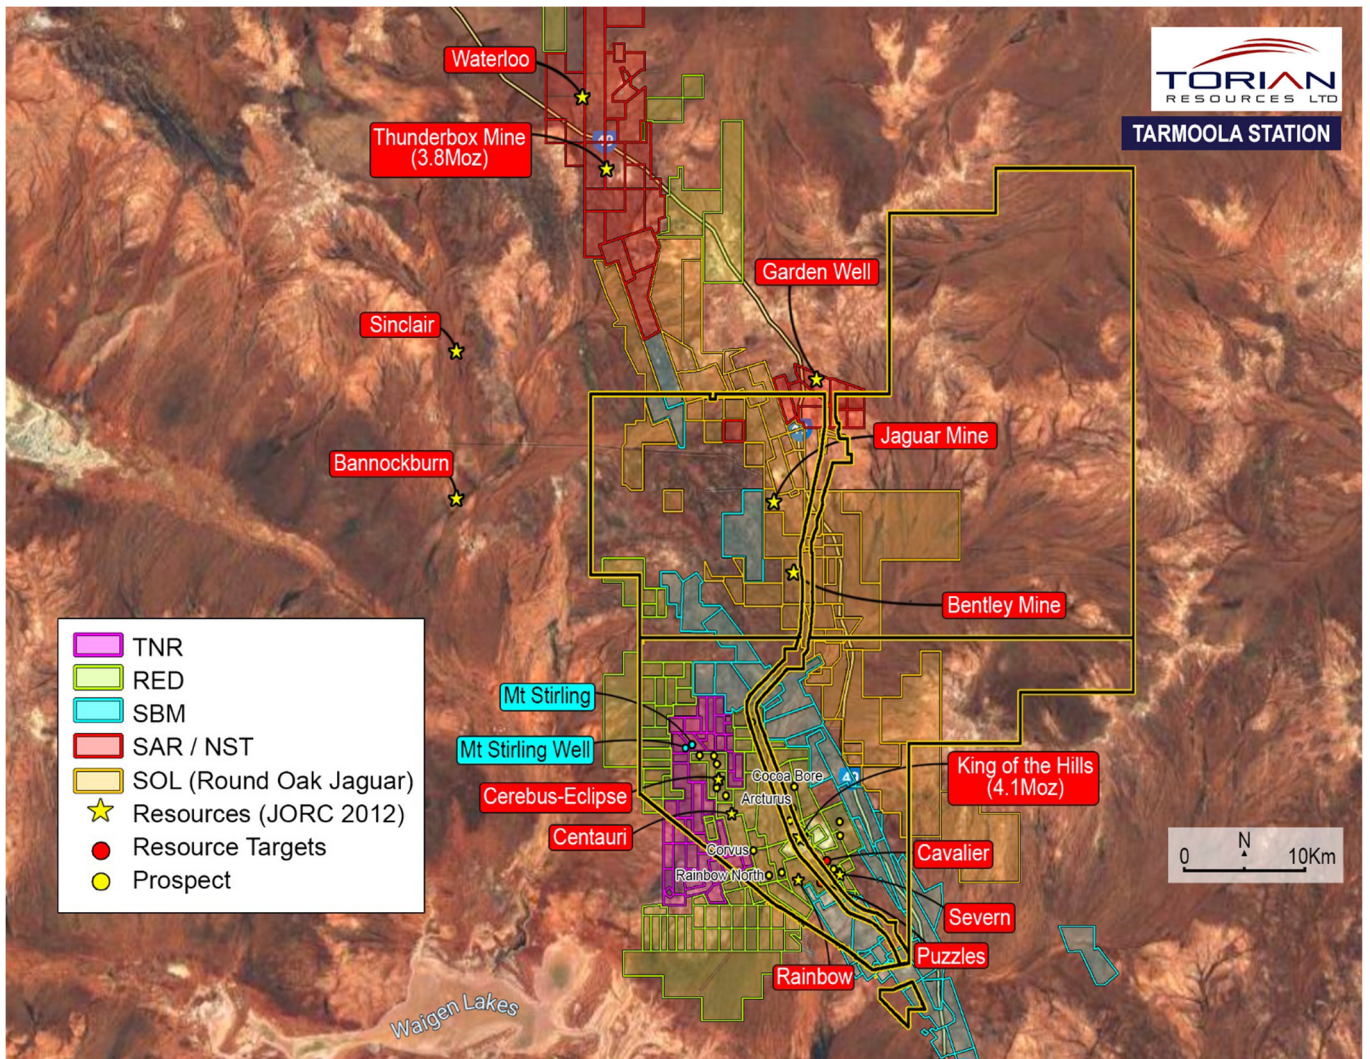 TORIAN
RESOURCES LTD
TARMOOLA STATION
Waterloo
Thunderbox Mine
(3.8Moz)
Garden Well
Sinclair
Jaguar Mine
Bannockburn
Bentley Mine
TNR
RED
SBM
SAR / NST
SOL (Round Oak Jaguar)
Resources (JORC 2012)
Resource Targets
Prospect
Mt Stirling
Mt Stirling Well
Cerebus-Eclipse
Centauri
Cocoa Bore
Arcturus
King of the Hills
(4.1Moz)
Corvus
Rainbow North
Cavalier
Severn
Puzzles
Rainbow
N
0 10Km
Waigen Lakes